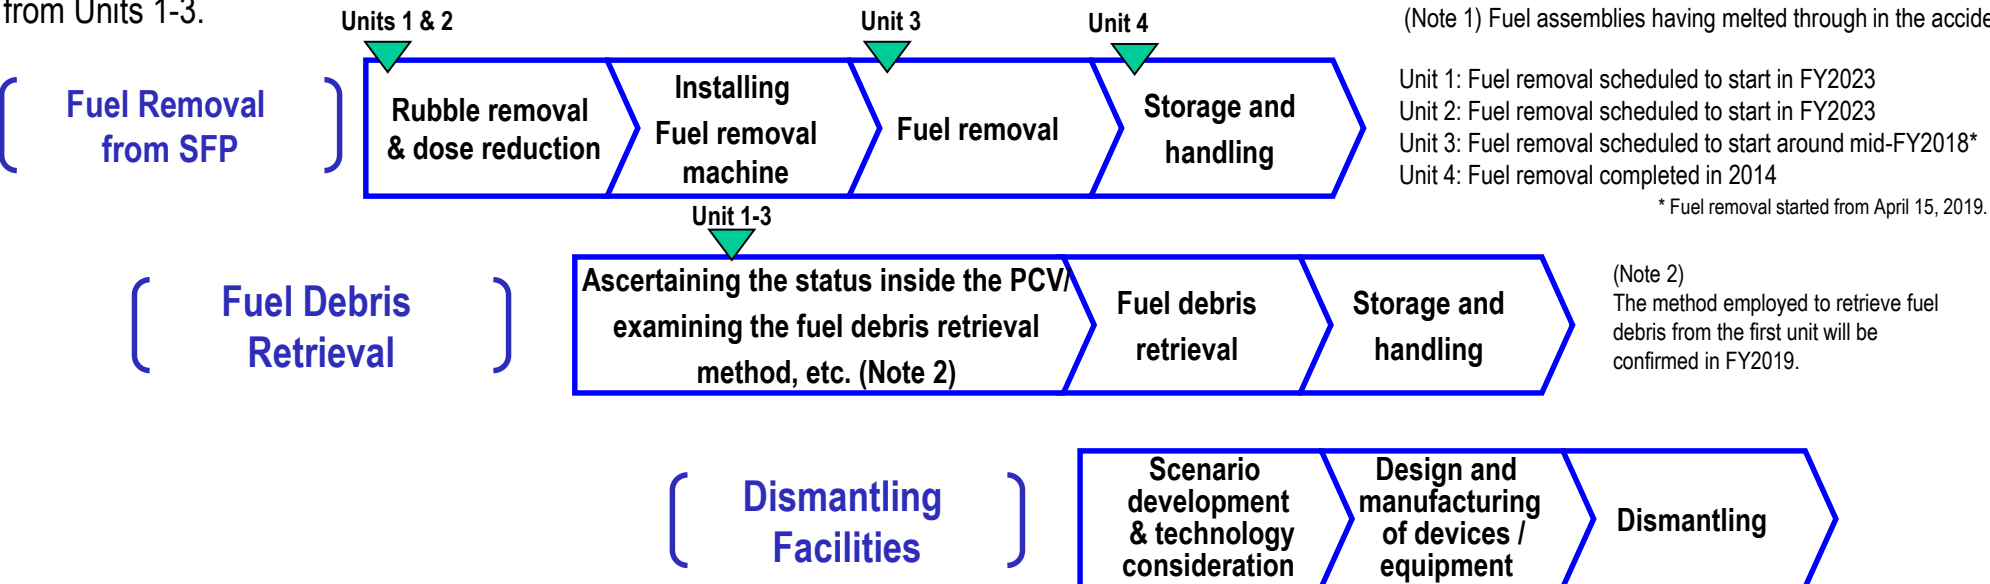 from Units 1-3.
Units 1 & 2
Unit 3
Unit 4
(Note 1) Fuel assemblies having melted through in the
Fuel Removal
from SFP
Rubble removal
& dose reduction
Installing
Fuel removal
machine
Fuel removal
Storage and
handling
Unit 1: Fuel removal scheduled to start in FY2023
Unit 2: Fuel removal scheduled to start in FY2023
Unit 3: Fuel removal scheduled to start around mid-FY2018*
Unit 4: Fuel removal completed in 2014
* Fuel removal started from April 15, 2019.
Unit 1-3
Fuel Debris
Retrieval
Ascertaining the status inside the PCV/
examining the fuel debris retrieval
method, etc. (Note 2)
Fuel debris
retrieval
Storage and
handling
(Note 2)
The method employed to retrieve fuel
debris from the first unit will be
confirmed in FY2019.
Dismantling
Facilities
Scenario
development
& technology
consideration
Design and
manufacturing
of devices /
equipment
Dismantling